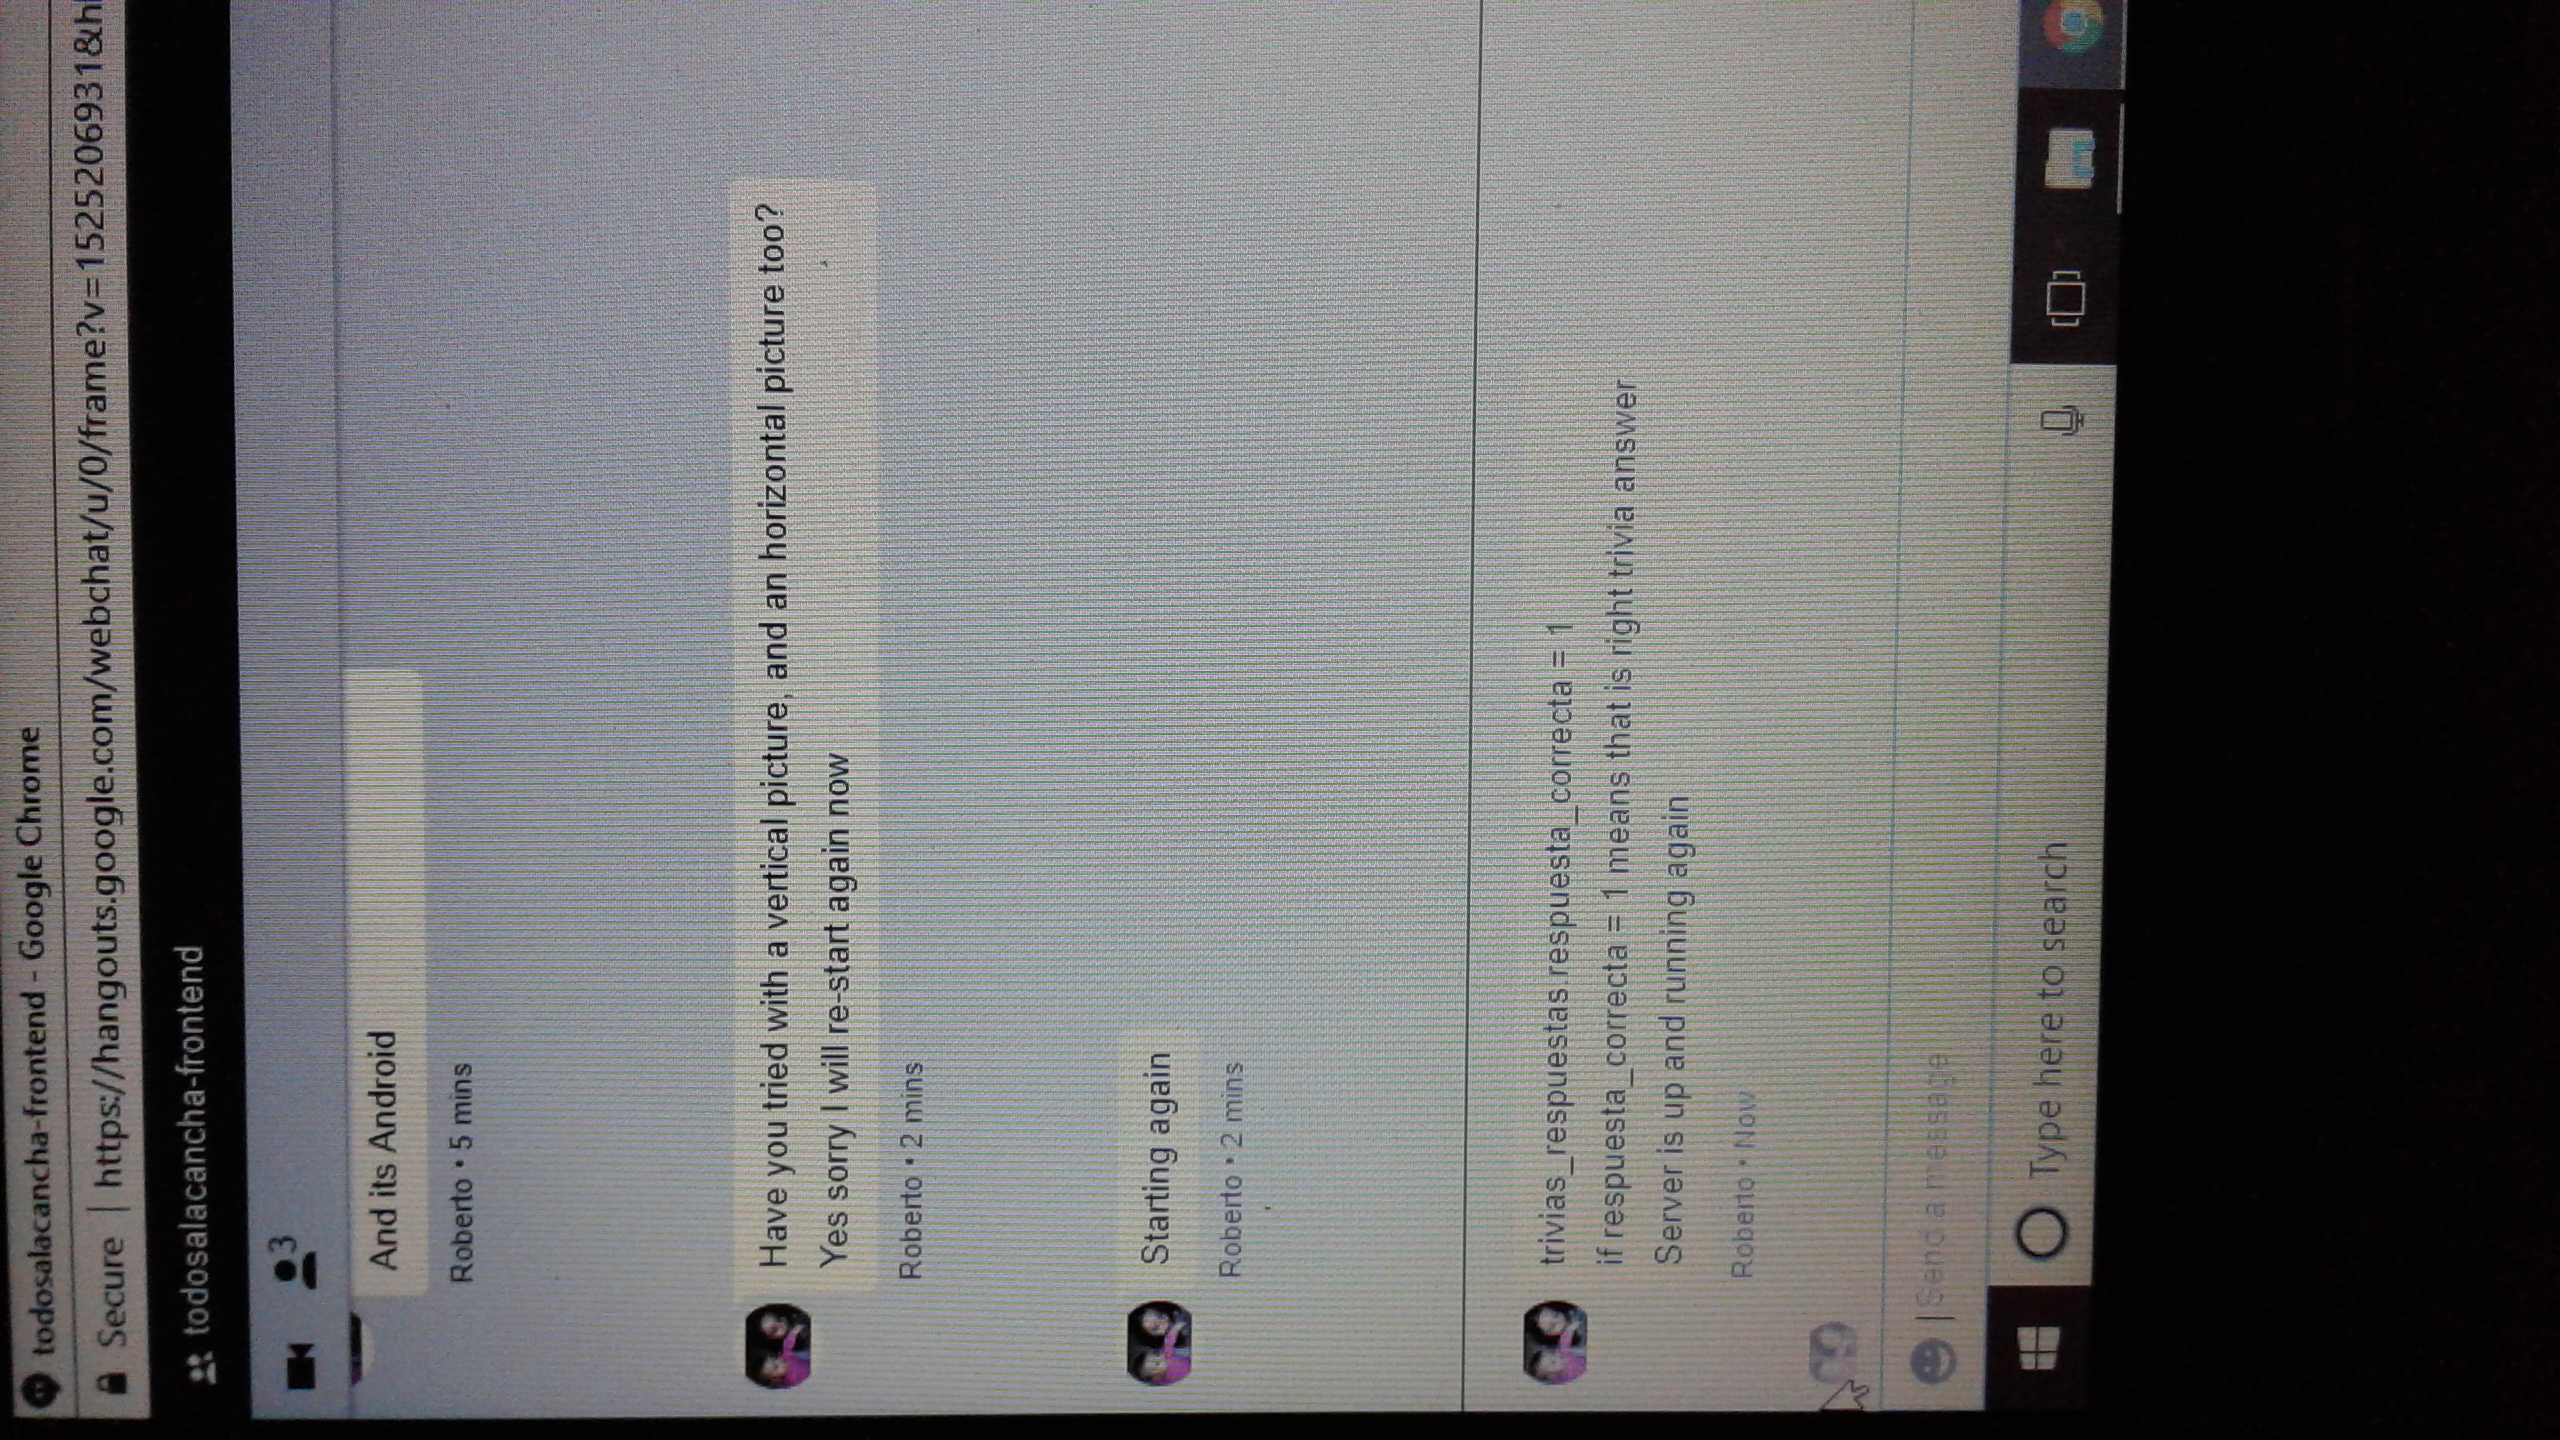 todosalacancha-frontend - Google Chrome
Secure | https://hangouts.google.com/webchat/u/0/frame?v=1525206931&h
todosalacancha-frontend
3
And its Android
Roberto • 5 mins
Have you tried with a vertical picture, and an horizontal picture too?
Yes sorry I will re-start again now
Roberto • 2 mins
Starting again
Roberto • 2 mins
trivias_respuestas.respuesta_correcta = 1
if respuesta_correcta = 1 means that is right trivia answer
Server is up and running again
Roberto • Now
Send a message
Type here to search